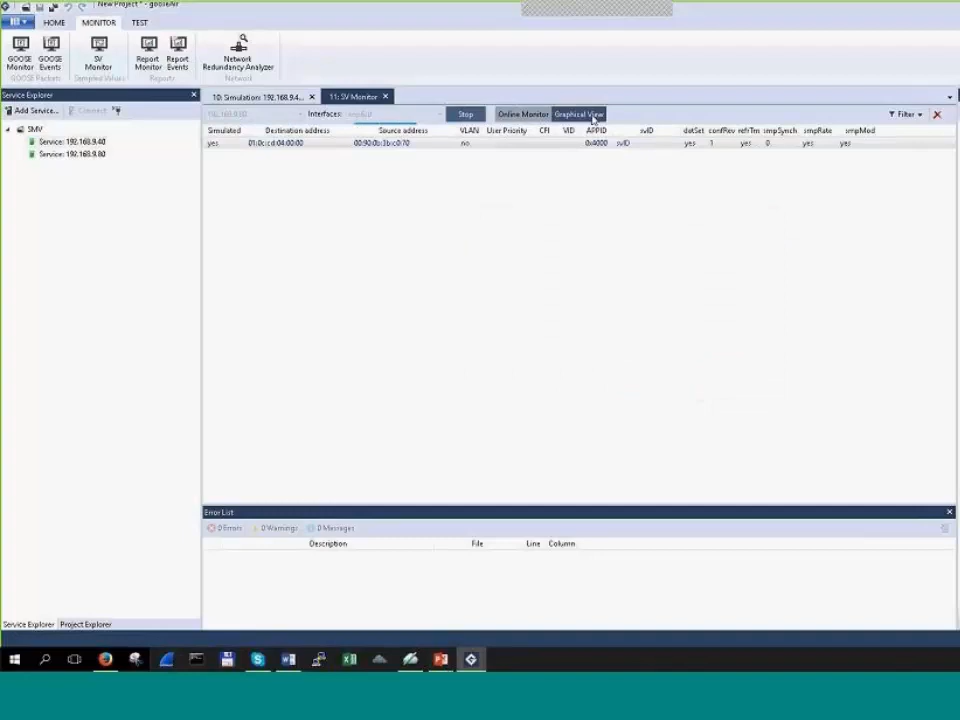 New Project * - gooseAir
HOME MONITOR TEST
GOOSE Monitor GOOSE Events SV Monitor Report Monitor Report Events Network Redundancy Analyzer
GOOSE Packets Sampled Values Reports Network
Service Explorer
10: Simulation: 192.168.9.4... 11: SV Monitor
Add Service... Connect
192.168.9.80 Interfaces: Stop Online Monitor Graphical View Filter
SMV
Simulated Destination address Source address VLAN User Priority CFI VID APPID svID datSet confRev refrTm smpSynch smpRate smpMod
Service: 192.168.9.40
yes 01:0c:cd:04:00:00 00:90:0b:3b:c0:70 no 0x4000 svID yes 1 yes 0 yes yes
Service: 192.168.9.80
Error List
0 Errors 0 Warnings 0 Messages
Description File Line Column
Service Explorer Project Explorer